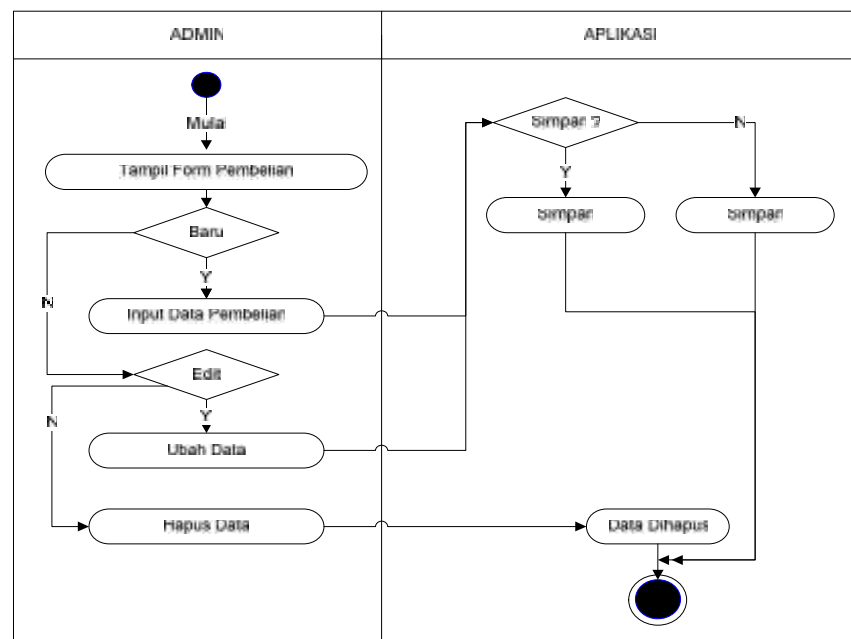 ADMIN
APLIKASI
Mulai
Tampil Form Pembelian
Baru
Y
N
Input Data Pembelian
Edit
Y
N
Ubah Data
Hapus Data
Simpan ?
N
Y
Simpan
Simpan
Data Dihapus